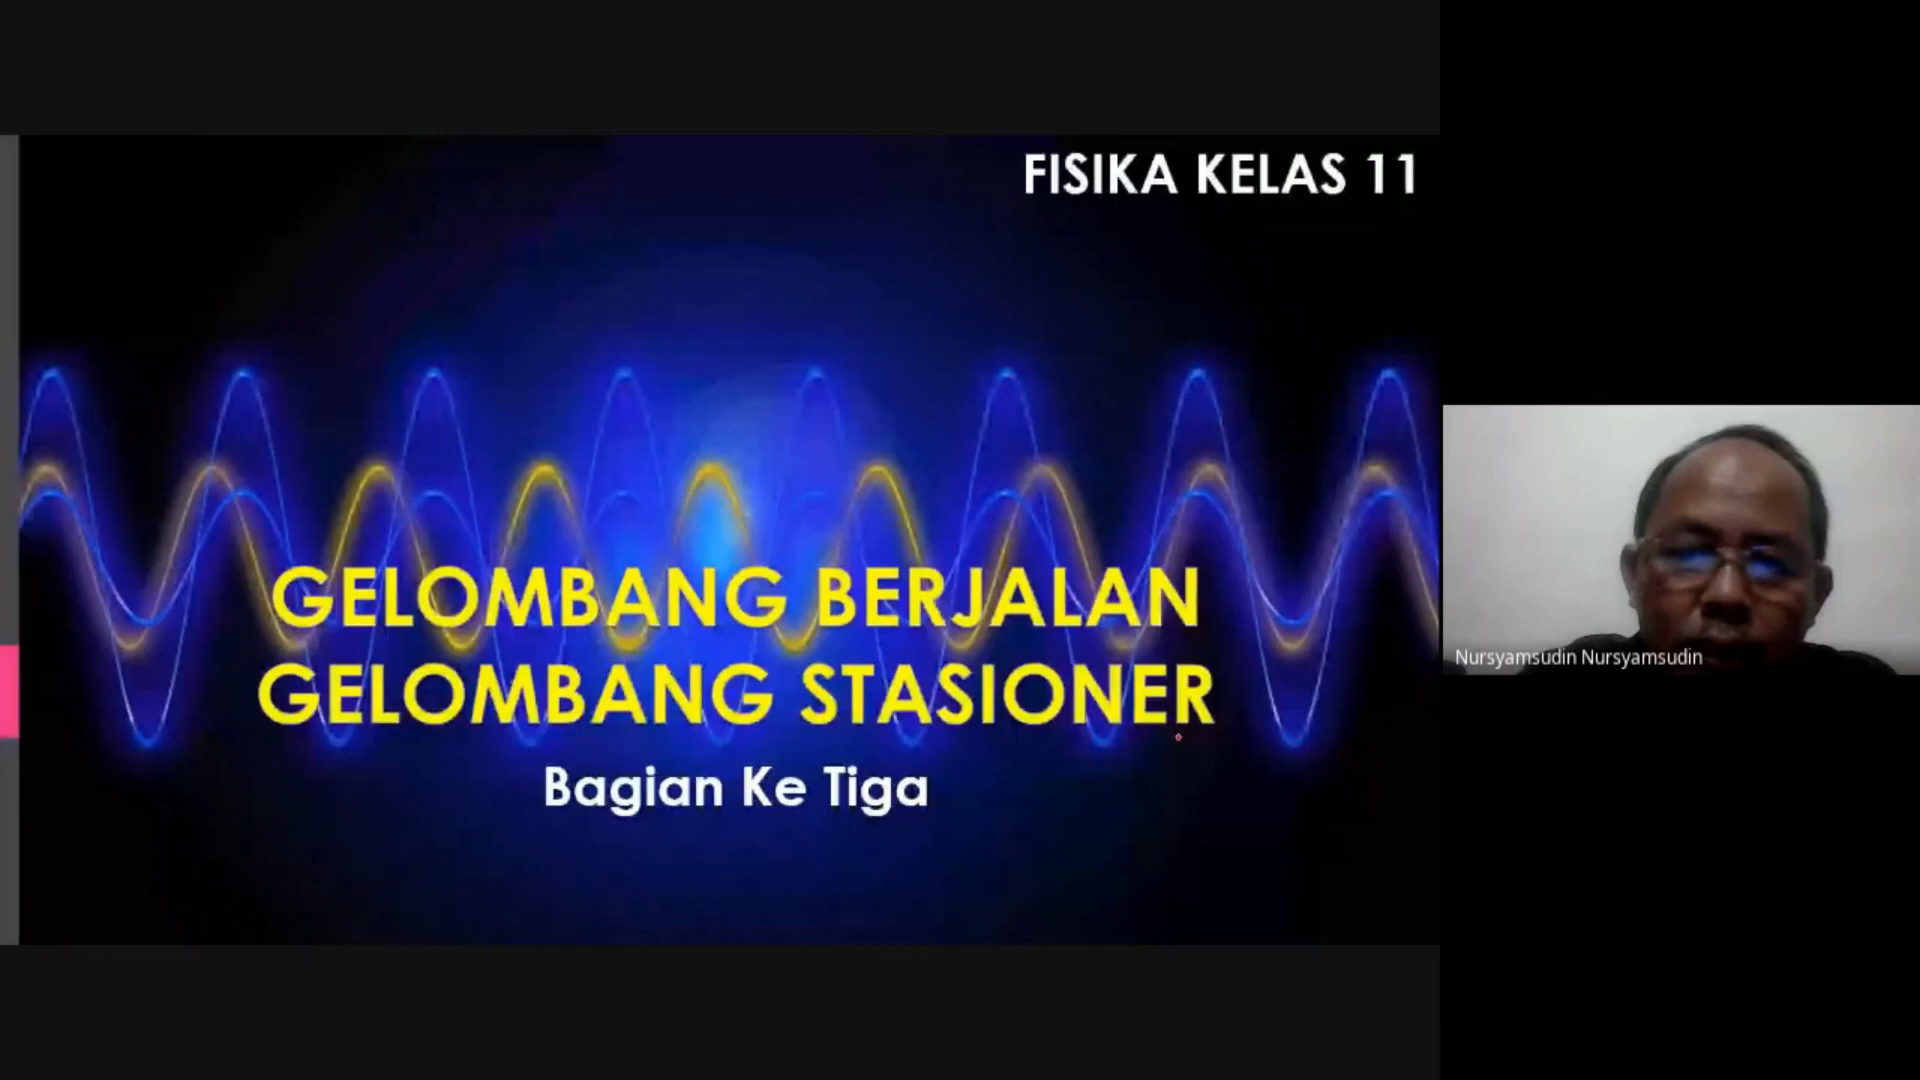 FISIKA KELAS 11
GELOMBANG BERJALAN
GELOMBANG STASIONER
Bagian Ke Tiga
Nursyamsudin Nursyamsudin